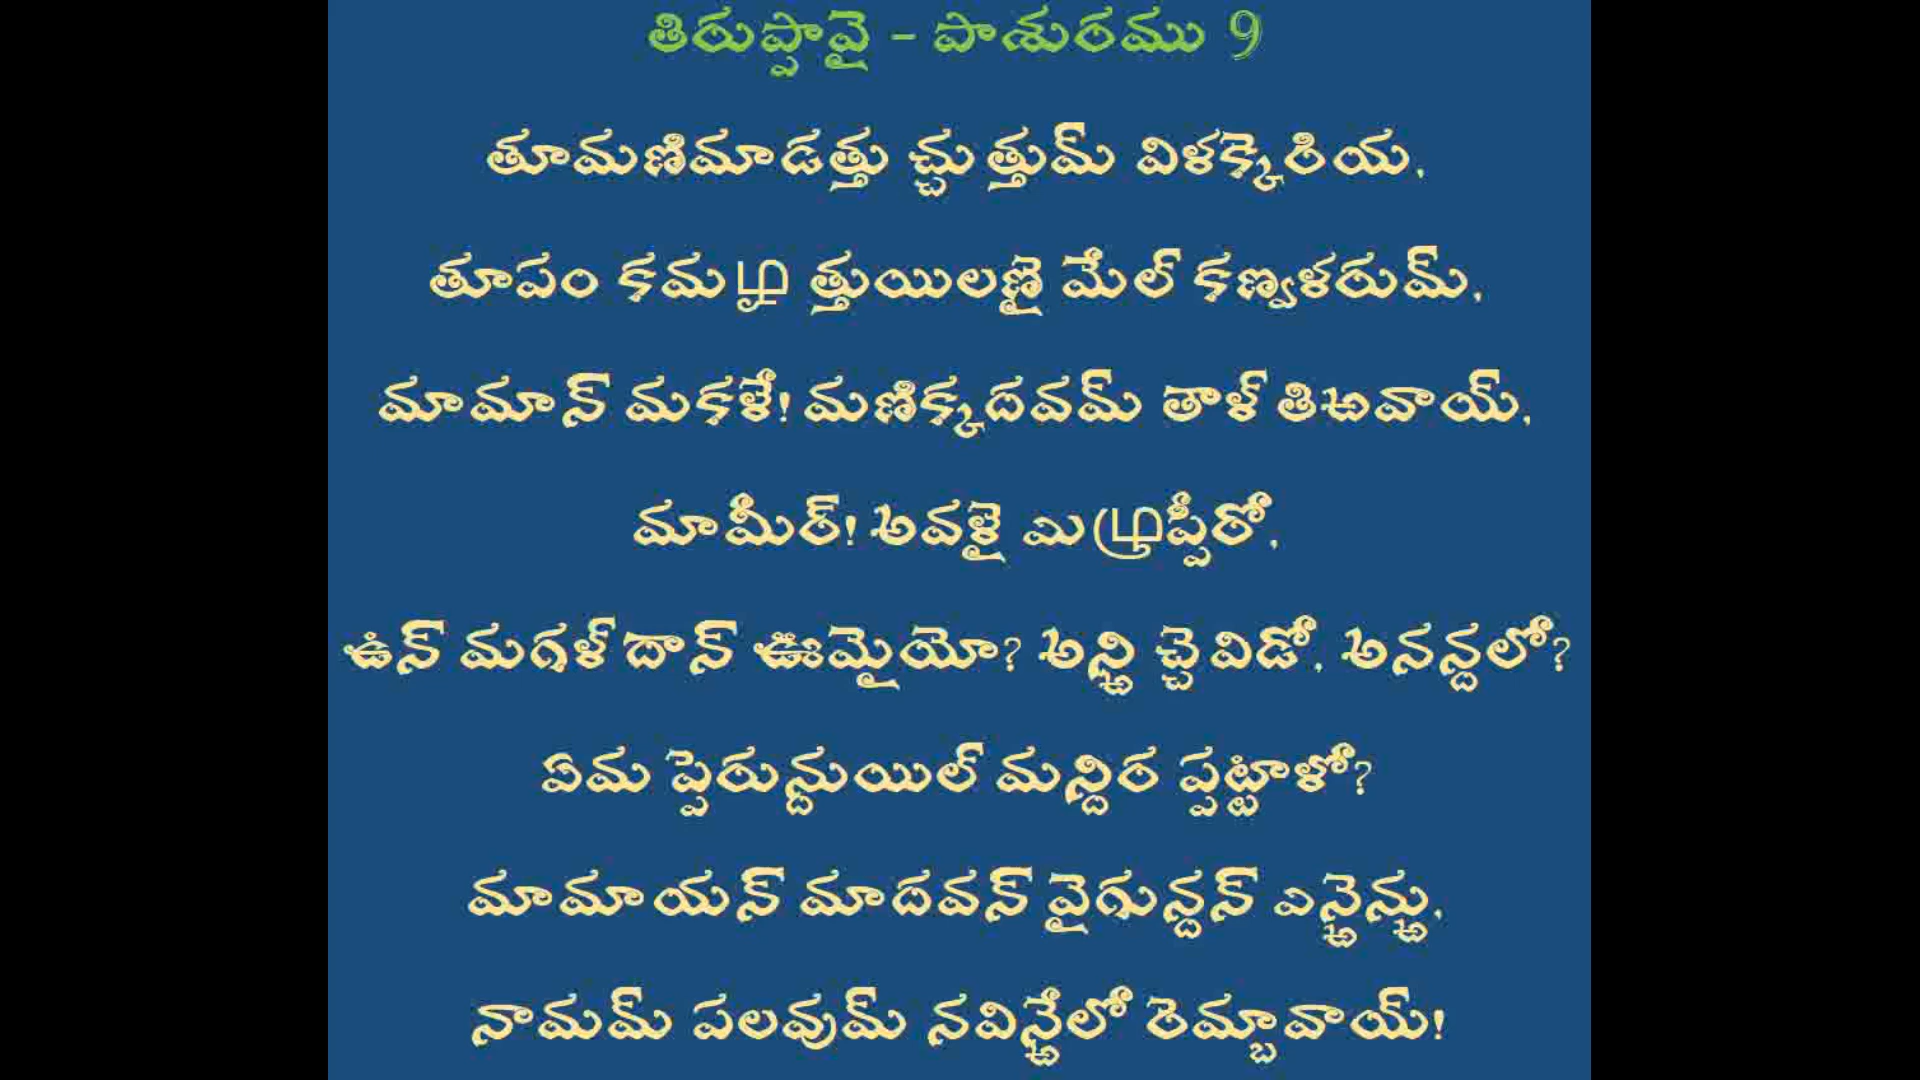 తిరుప్పావై - పాశురము 9
తూమణిమాడత్తు చ్చుత్తుమ్ విళక్కెరియ,
తూపం కమழ త్తుయిలణై మేల్ కణ్వళరుమ్,
మామాన్ మకళే! మణిక్కదవమ్ తాళ్ తిఱవాయ్,
మామీర్! అవళై ఎழுప్పీరో,
ఉన్ మగళ్ దాన్ ఊమైయో? అన్ఱి చ్చెవిడో, అనన్దలో?
ఏమ ప్పెరున్దుయిల్ మన్దిర ప్పట్టాళో?
మామాయన్ మాదవన్ వైగున్దన్ ఎన్ఱెన్ఱు,
నామమ్ పలవుమ్ నవిన్ఱేలో రెమ్బావాయ్!